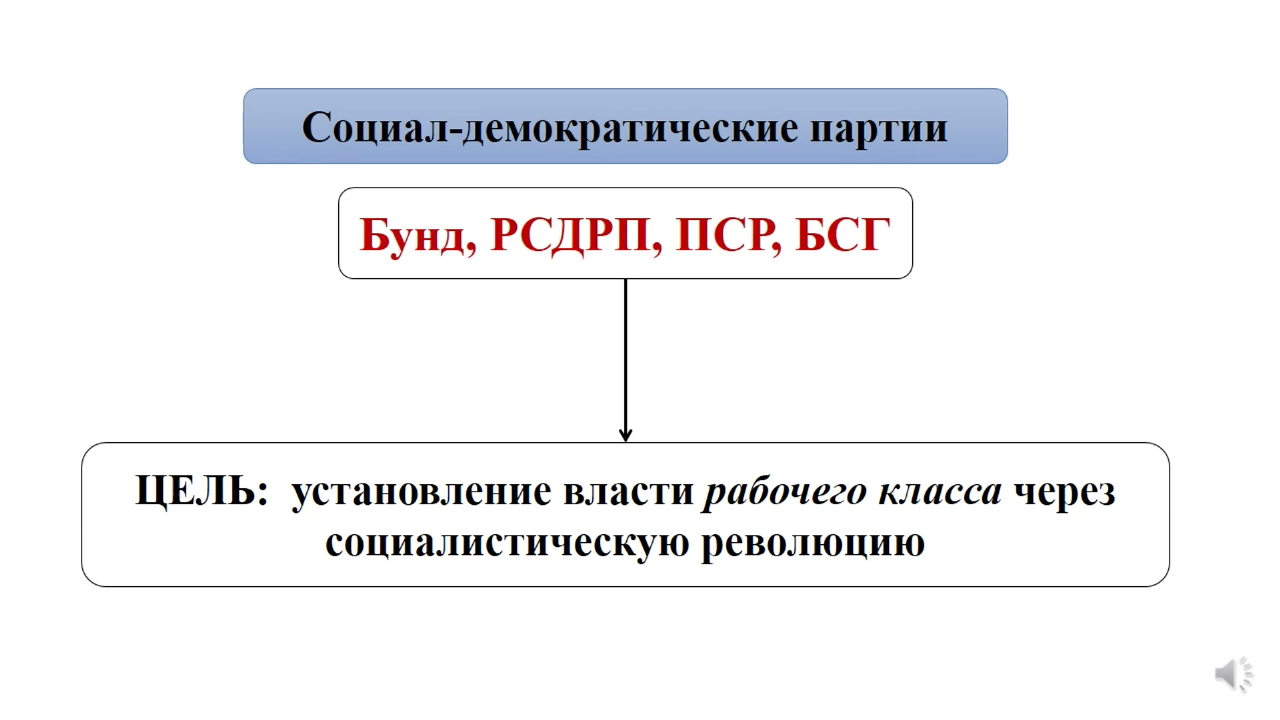 Социал-демократические партии
Бунд, РСДРП, ПСР, БСГ
ЦЕЛЬ: установление власти рабочего класса через
социалистическую революцию